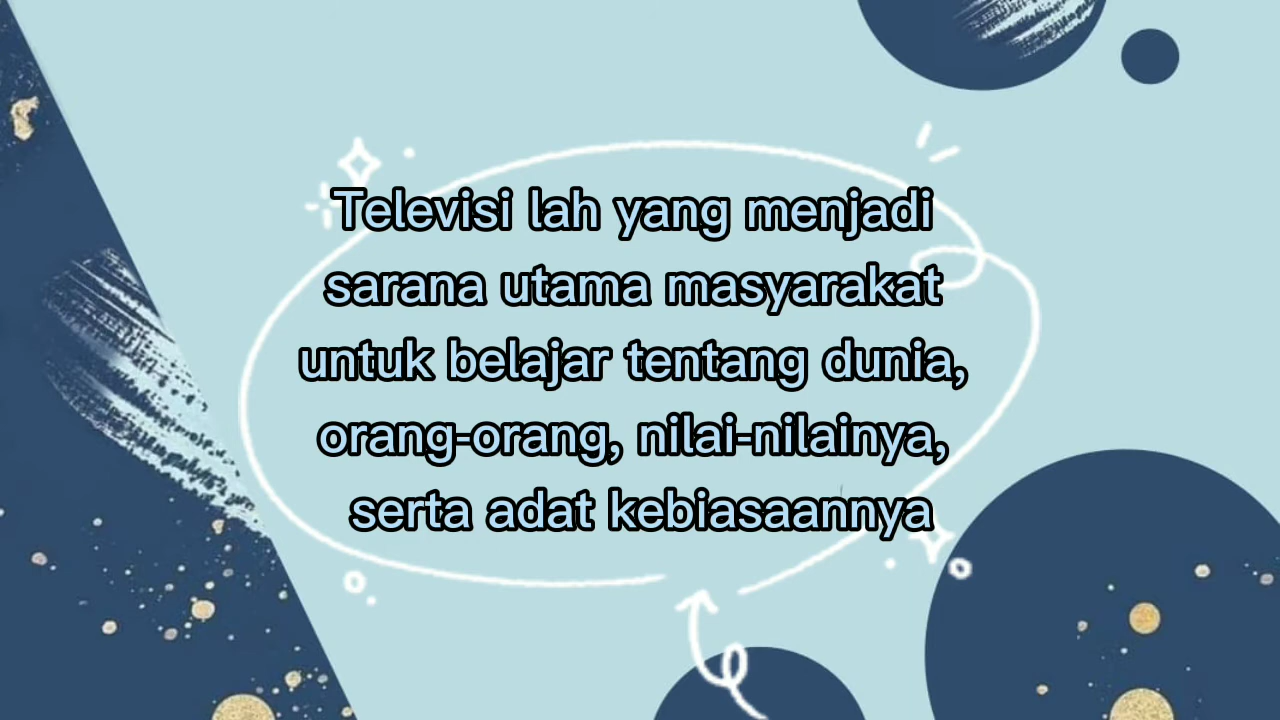 Televisi lah yang menjadi
sarana utama masyarakat
untuk belajar tentang dunia,
orang-orang, nilai-nilainya,
serta adat kebiasaannya